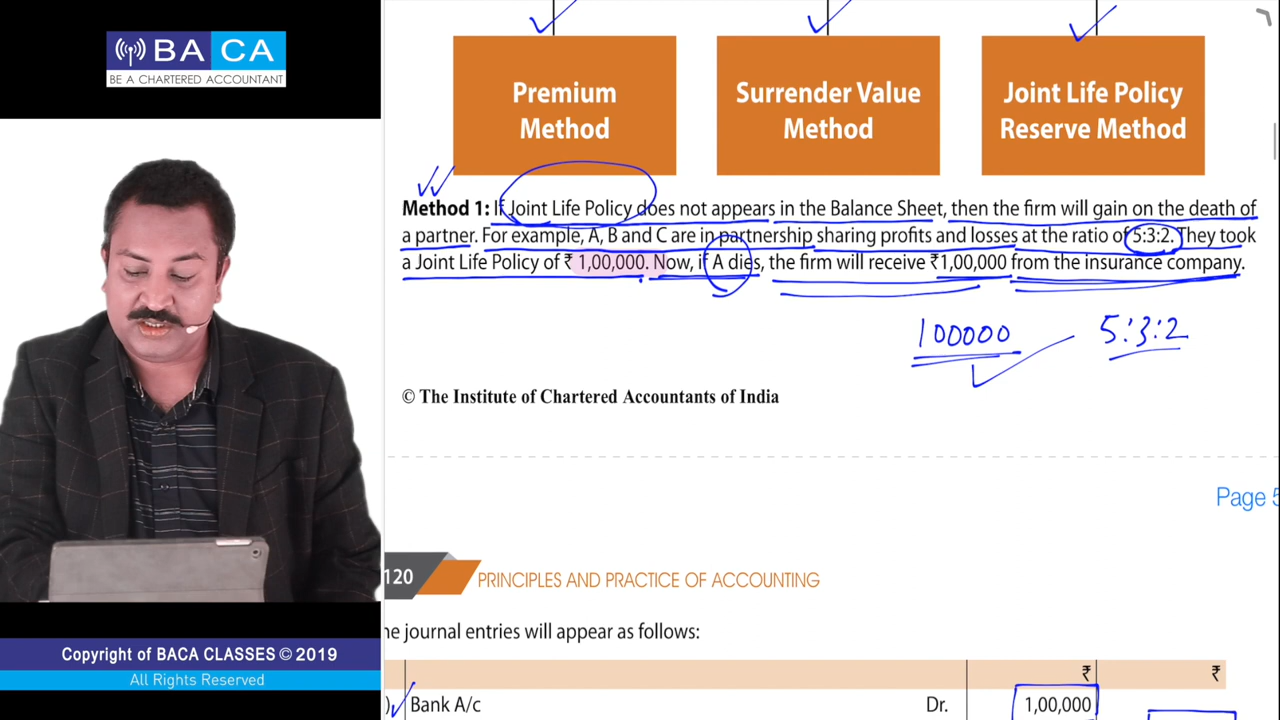 BA CA
BE A CHARTERED ACCOUNTANT
Premium
Method
Surrender Value
Method
Joint Life Policy
Reserve Method
Method 1: If Joint Life Policy does not appears in the Balance Sheet, then the firm will gain on the death of
a partner. For example, A, B and C are in partnership sharing profits and losses at the ratio of 5:3:2. They took
a Joint Life Policy of ₹ 1,00,000. Now, if A dies, the firm will receive ₹1,00,000 from the insurance company.
100000 5:3:2
© The Institute of Chartered Accountants of India
Page 5
120 PRINCIPLES AND PRACTICE OF ACCOUNTING
he journal entries will appear as follows:
₹ ₹
) Bank A/c Dr. 1,00,000
Copyright of BACA CLASSES © 2019
All Rights Reserved